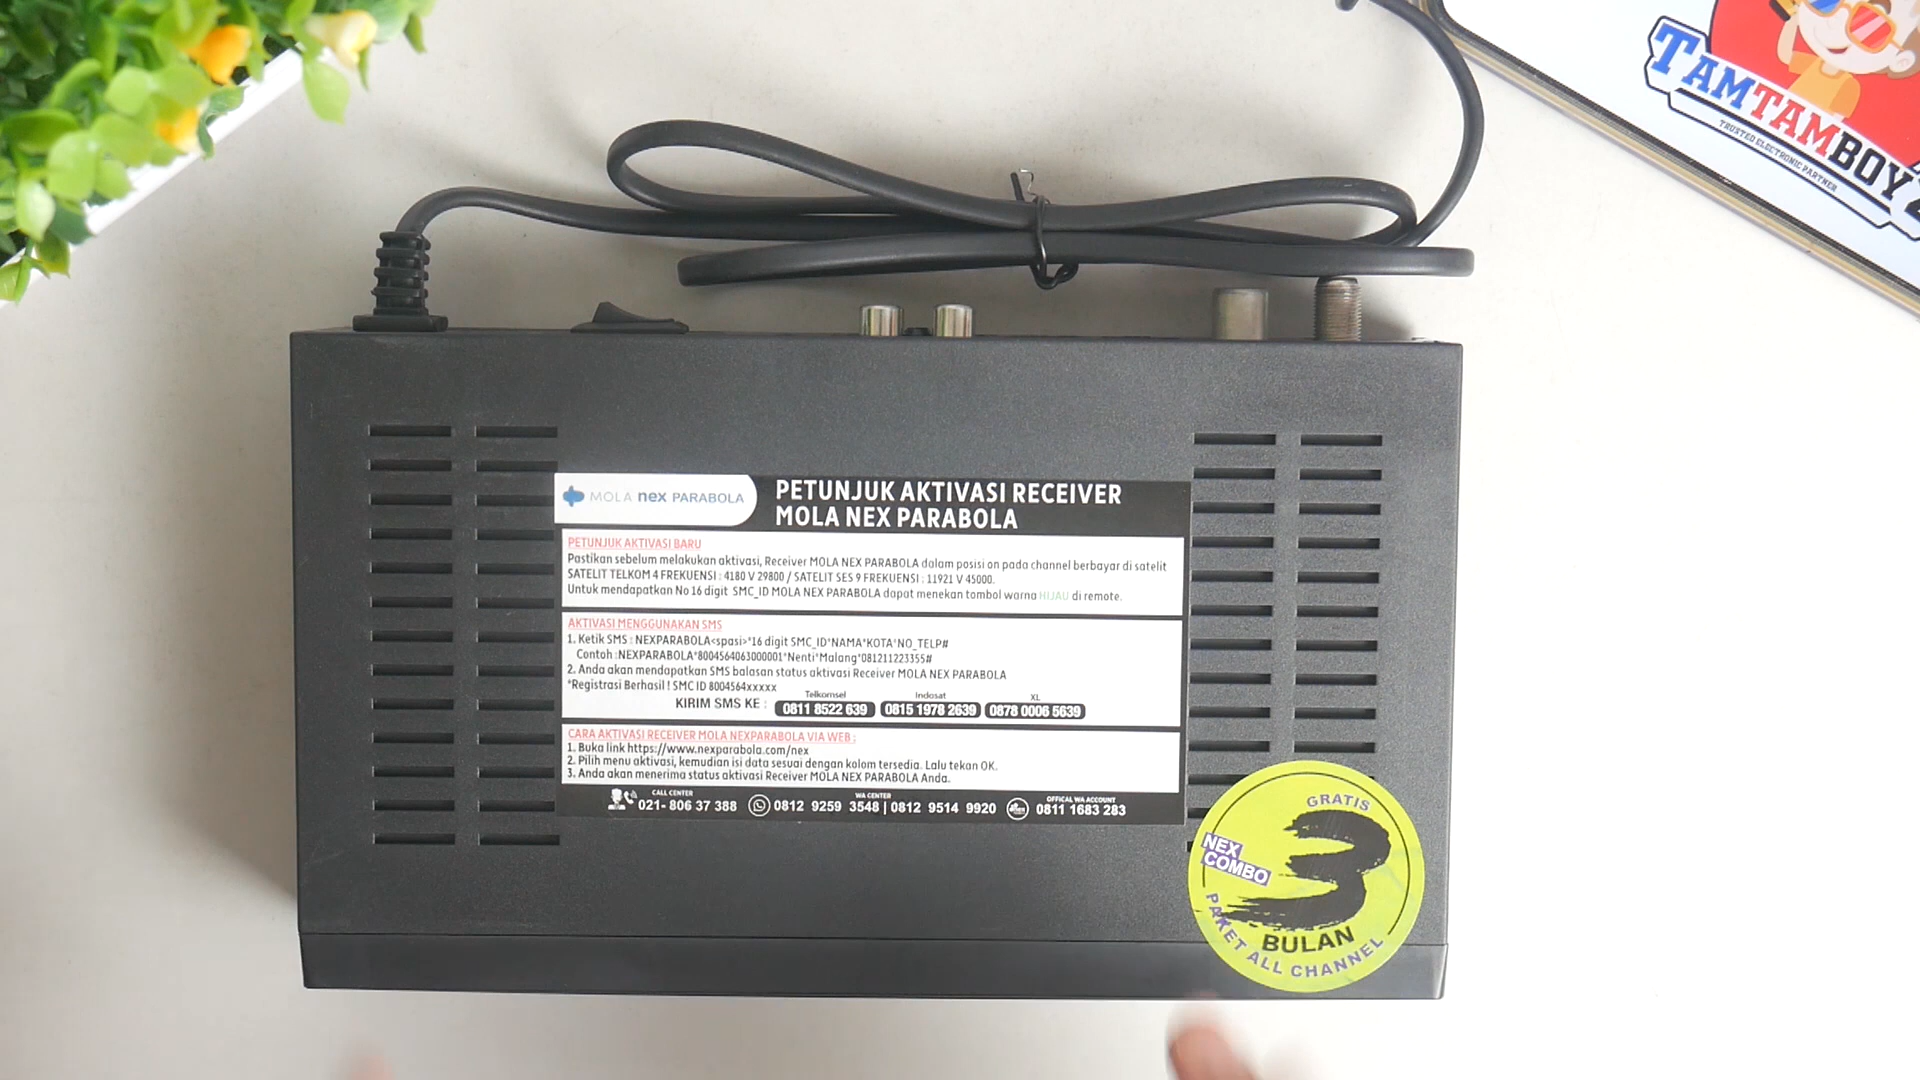 TAMTAMBOY
TRUSTED ELECTRONIC PARTNER
MOLA nex PARABOLA
PETUNJUK AKTIVASI RECEIVER
MOLA NEX PARABOLA
PETUNJUK AKTIVASI BARU
Pastikan sebelum melakukan aktivasi, Receiver MOLA NEX PARABOLA dalam posisi on pada channel berbayar di satelit
SATELIT TELKOM 4 FREKUENSI : 4180 V 29800 / SATELIT SES 9 FREKUENSI : 11921 V 45000.
Untuk mendapatkan No 16 digit SMC_ID MOLA NEX PARABOLA dapat menekan tombol warna HIJAU di remote.
AKTIVASI MENGGUNAKAN SMS
1. Ketik SMS : NEXPARABOLA<spasi>*16 digit SMC_ID*NAMA*KOTA*NO_TELP#
Contoh :NEXPARABOLA*8004564063000001*Nenti*Malang*081211223355#
2. Anda akan mendapatkan SMS balasan status aktivasi Receiver MOLA NEX PARABOLA
*Registrasi Berhasil ! SMC ID 8004564xxxxx
Telkomsel Indosat XL
KIRIM SMS KE : 0811 8522 639 0815 1978 2639 0878 0006 5639
CARA AKTIVASI RECEIVER MOLA NEXPARABOLA VIA WEB :
1. Buka link https://www.nexparabola.com/nex
2. Pilih menu aktivasi, kemudian isi data sesuai dengan kolom tersedia. Lalu tekan OK.
3. Anda akan menerima status aktivasi Receiver MOLA NEX PARABOLA Anda.
CALL CENTER WA CENTER OFFICAL WA ACCOUNT
021- 806 37 388 0812 9259 3548 | 0812 9514 9920 0811 1683 283
GRATIS
3
NEX
COMBO
BULAN
PAKET ALL CHANNEL